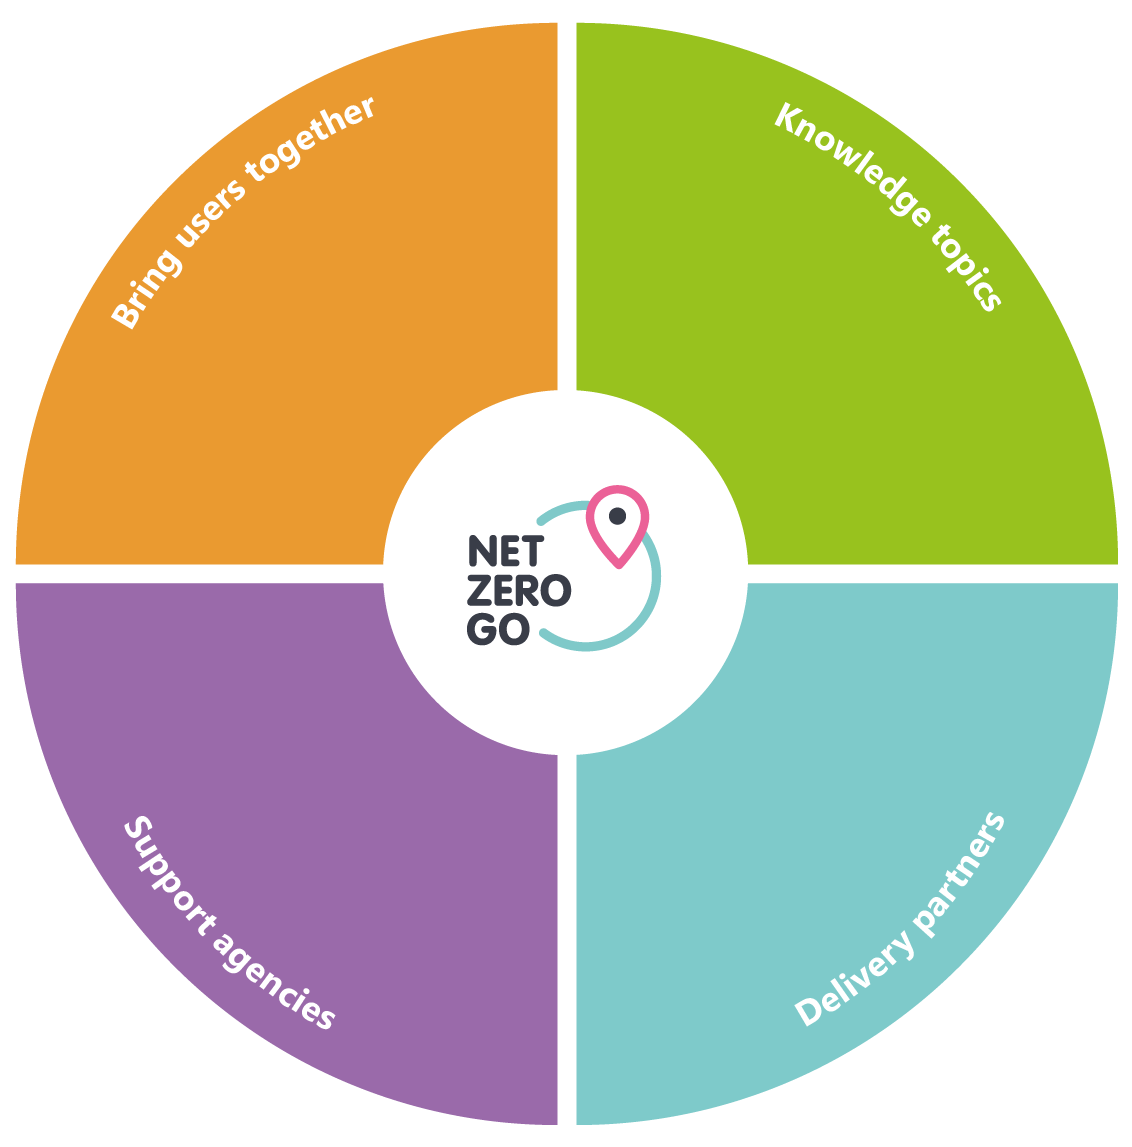 Bring users together
Knowledge topics
NET
ZERO
GO
Support agencies
Delivery partners